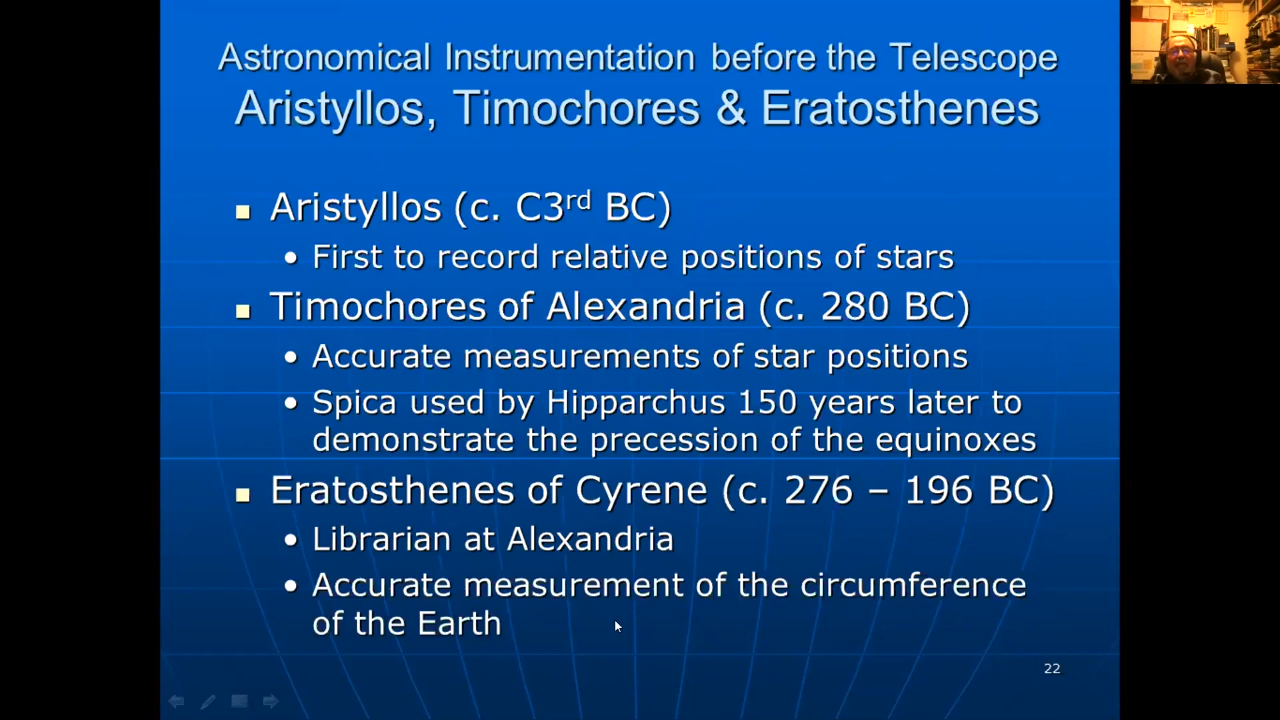 Astronomical Instrumentation before the Telescope
Aristyllos, Timochores & Eratosthenes
Aristyllos (c. C3rd BC)
First to record relative positions of stars
Timochores of Alexandria (c. 280 BC)
Accurate measurements of star positions
Spica used by Hipparchus 150 years later to
demonstrate the precession of the equinoxes
Eratosthenes of Cyrene (c. 276 – 196 BC)
Librarian at Alexandria
Accurate measurement of the circumference
of the Earth
22